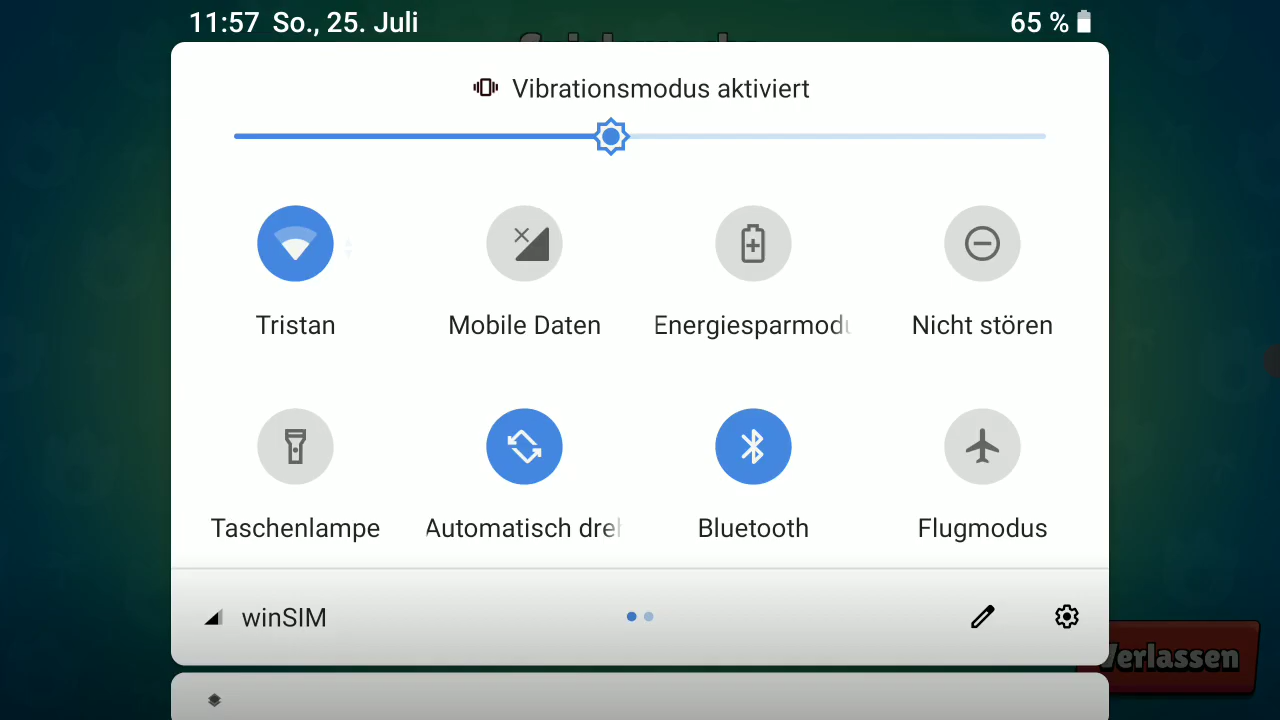 11:57 So., 25. Juli 65 %
Vibrationsmodus aktiviert
Tristan Mobile Daten Energiesparmodu Nicht stören
Taschenlampe Automatisch dreh Bluetooth Flugmodus
winSIM
Verlassen